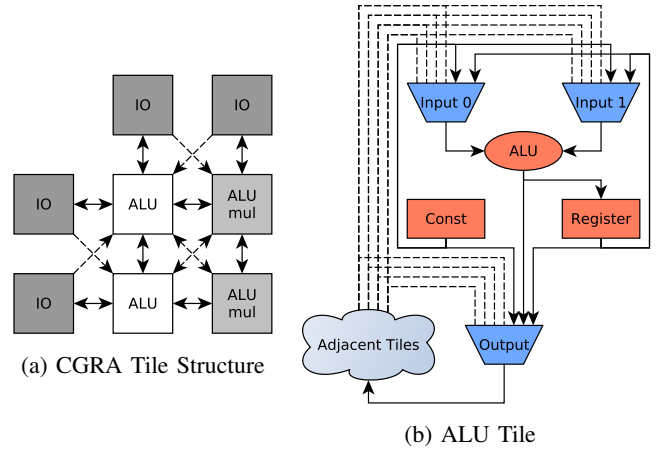 IO
IO
IO
ALU
ALU
mul
IO
ALU
ALU
mul
(a) CGRA Tile Structure
Input 0
Input 1
ALU
Const
Register
Adjacent Tiles
Output
(b) ALU Tile